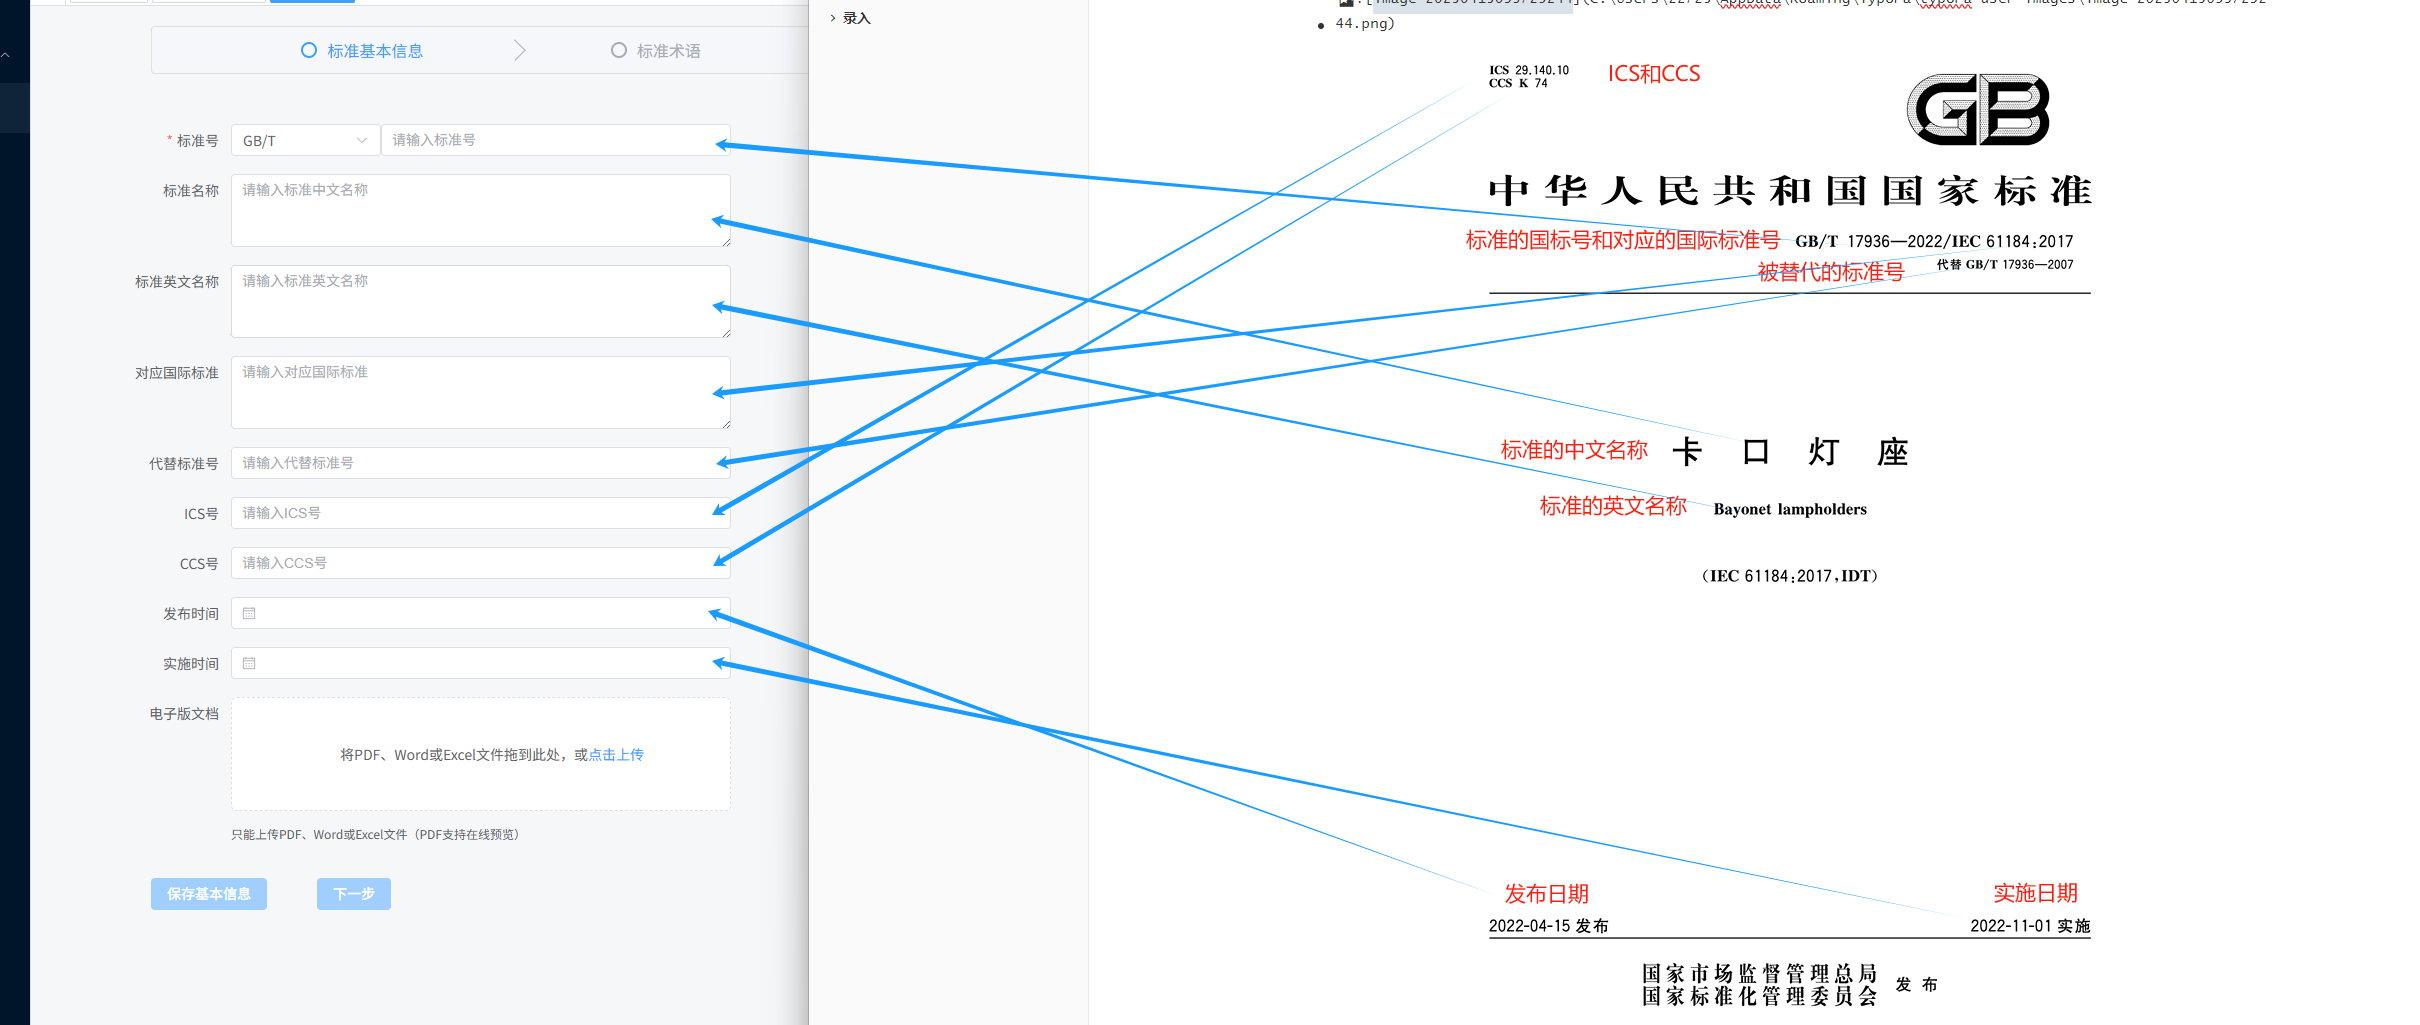 标准基本信息
标准术语
* 标准号
GB/T
请输入标准号
标准名称
请输入标准中文名称
标准英文名称
请输入标准英文名称
对应国际标准
请输入对应国际标准
代替标准号
请输入代替标准号
ICS号
请输入ICS号
CCS号
请输入CCS号
发布时间
实施时间
电子版文档
将PDF、Word或Excel文件拖到此处，或点击上传
只能上传PDF、Word或Excel文件（PDF支持在线预览）
保存基本信息
下一步
录入
44.png)
ICS 29.140.10
CCS K 74
ICS和CCS
GB
中华人民共和国国家标准
标准的国标号和对应的国际标准号
GB/T 17936—2022/IEC 61184:2017
被替代的标准号
代替 GB/T 17936—2007
标准的中文名称
卡口灯座
标准的英文名称
Bayonet lampholders
（IEC 61184:2017,IDT）
发布日期
实施日期
2022-04-15 发布
2022-11-01 实施
国家市场监督管理总局
国家标准化管理委员会
发布